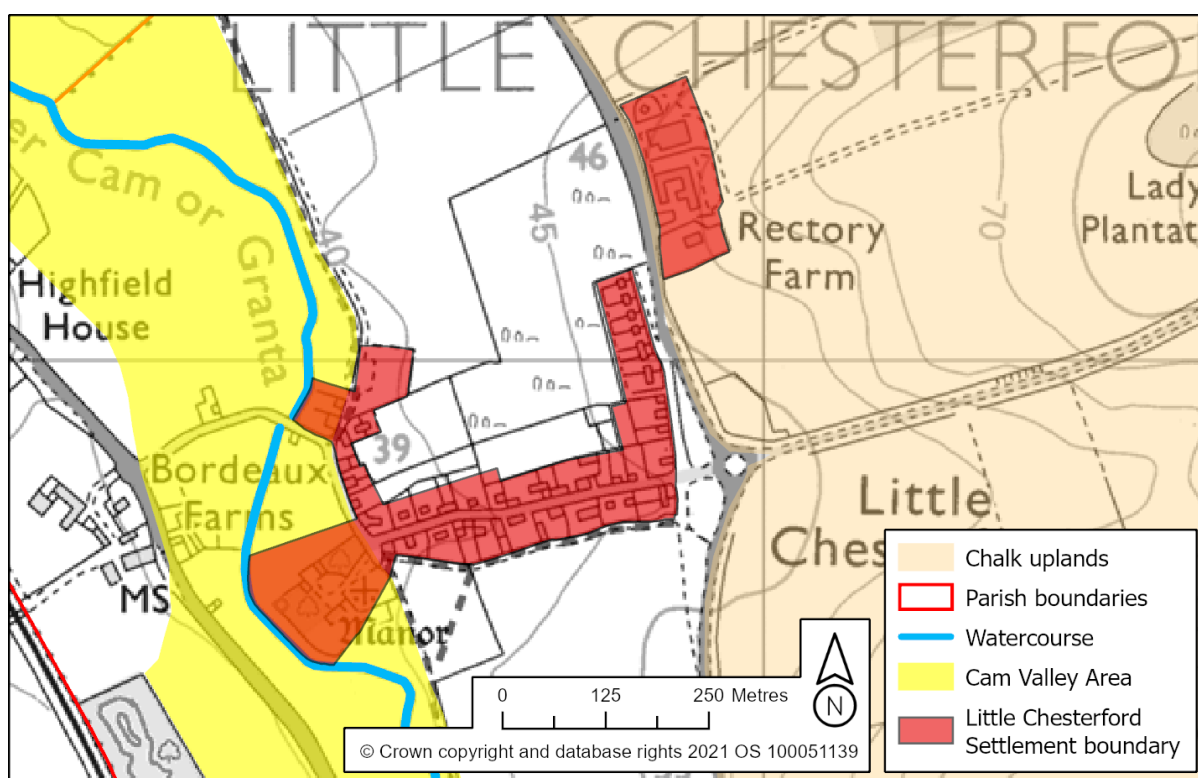 LITTLE CHESTERFO
er Cam or Granta
46
Lady
Plantat
45
70
Rectory
Farm
40
Highfield
House
39
Bordeaux
Farms
Little
Ches
MS
Manor
Chalk uplands
Parish boundaries
Watercourse
Cam Valley Area
Little Chesterford
Settlement boundary
0 125 250 Metres
N
© Crown copyright and database rights 2021 OS 100051139